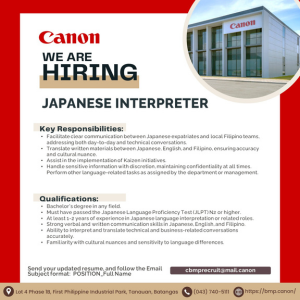 Canon
WE ARE
HIRING
JAPANESE INTERPRETER
Key Responsibilities:
• Facilitate clear communication between Japanese expatriates and local Filipino teams,
addressing both day-to-day and technical conversations.
• Translate written materials between Japanese, English, and Filipino, ensuring accuracy
and cultural nuance.
• Assist in the implementation of Kaizen initiatives.
• Handle sensitive information with discretion, maintaining confidentiality at all times.
Perform other language-related tasks as assigned by the department or management.
Qualifications:
• Bachelor's degree in any field.
• Must have passed the Japanese Language Proficiency Test (JLPT) N2 or higher.
• At least 1-2 years of experience in Japanese language interpretation or related roles.
• Strong verbal and written communication skills in Japanese, English, and Filipino.
• Ability to interpret and translate technical and business-related conversations
accurately.
• Familiarity with cultural nuances and sensitivity to language differences.
Send your updated resume, and follow the Email
Subject format: POSITION_Full Name
cbmprecruit@mail.canon
Lot 4 Phase 1B, First Philippine Industrial Park, Tanauan, Batangas
https://bmp.canon/